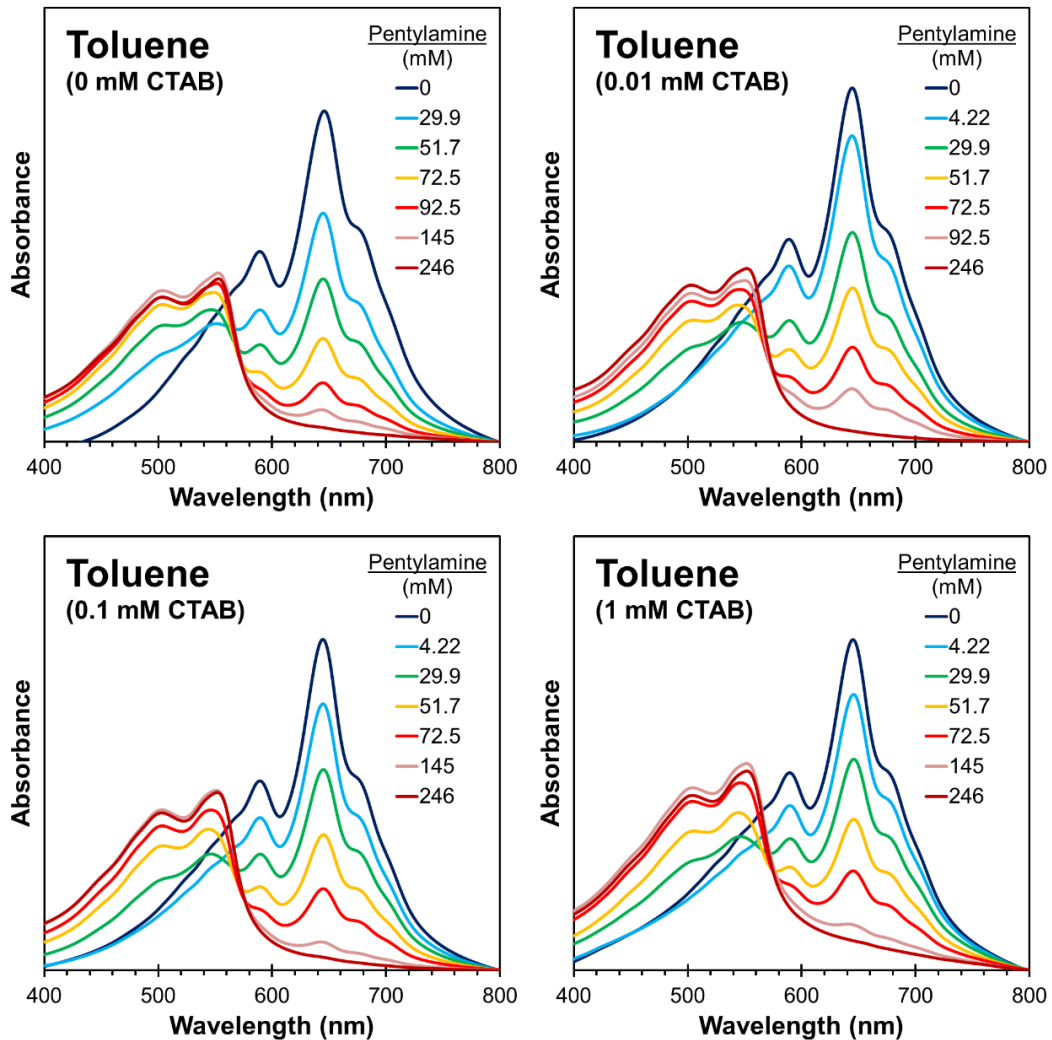 Toluene
(0 mM CTAB)
Pentylamine
(mM)
0
29.9
51.7
72.5
92.5
145
246
Absorbance
400 500 600 700 800
Wavelength (nm)
Toluene
(0.01 mM CTAB)
Pentylamine
(mM)
0
4.22
29.9
51.7
72.5
92.5
246
Absorbance
400 500 600 700 800
Wavelength (nm)
Toluene
(0.1 mM CTAB)
Pentylamine
(mM)
0
4.22
29.9
51.7
72.5
145
246
Absorbance
400 500 600 700 800
Wavelength (nm)
Toluene
(1 mM CTAB)
Pentylamine
(mM)
0
4.22
29.9
51.7
72.5
145
246
Absorbance
400 500 600 700 800
Wavelength (nm)